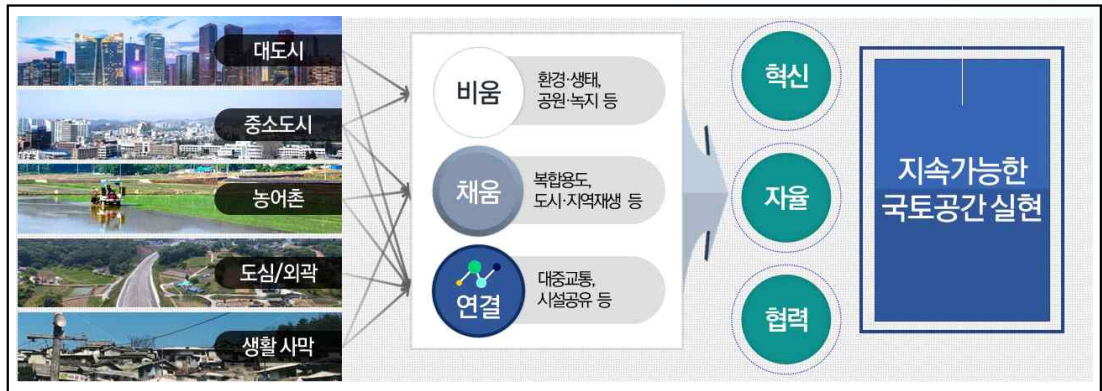 대도시
중소도시
농어촌
도심/외곽
생활 사막
비움
환경·생태,
공원·녹지 등
채움
복합용도,
도시·지역재생 등
연결
대중교통,
시설공유 등
혁신
자율
협력
지속가능한
국토공간 실현